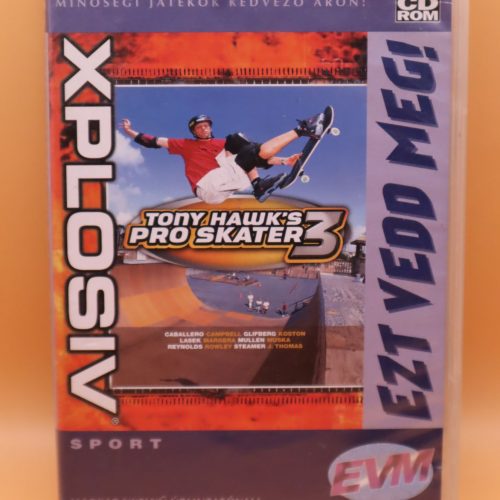 MINŐSÉGI JÁTÉKOK KEDVEZŐ ÁRON!
CD
ROM
XPLOSIV®
TONY HAWK'S
PRO SKATER 3
CABALLERO CAMPBELL GLIFBERG KOSTON
LASEK MARGERA MULLEN MUSKA
REYNOLDS ROWLEY STEAMER J. THOMAS
EZT VEDD MEG!
SPORT
EVM